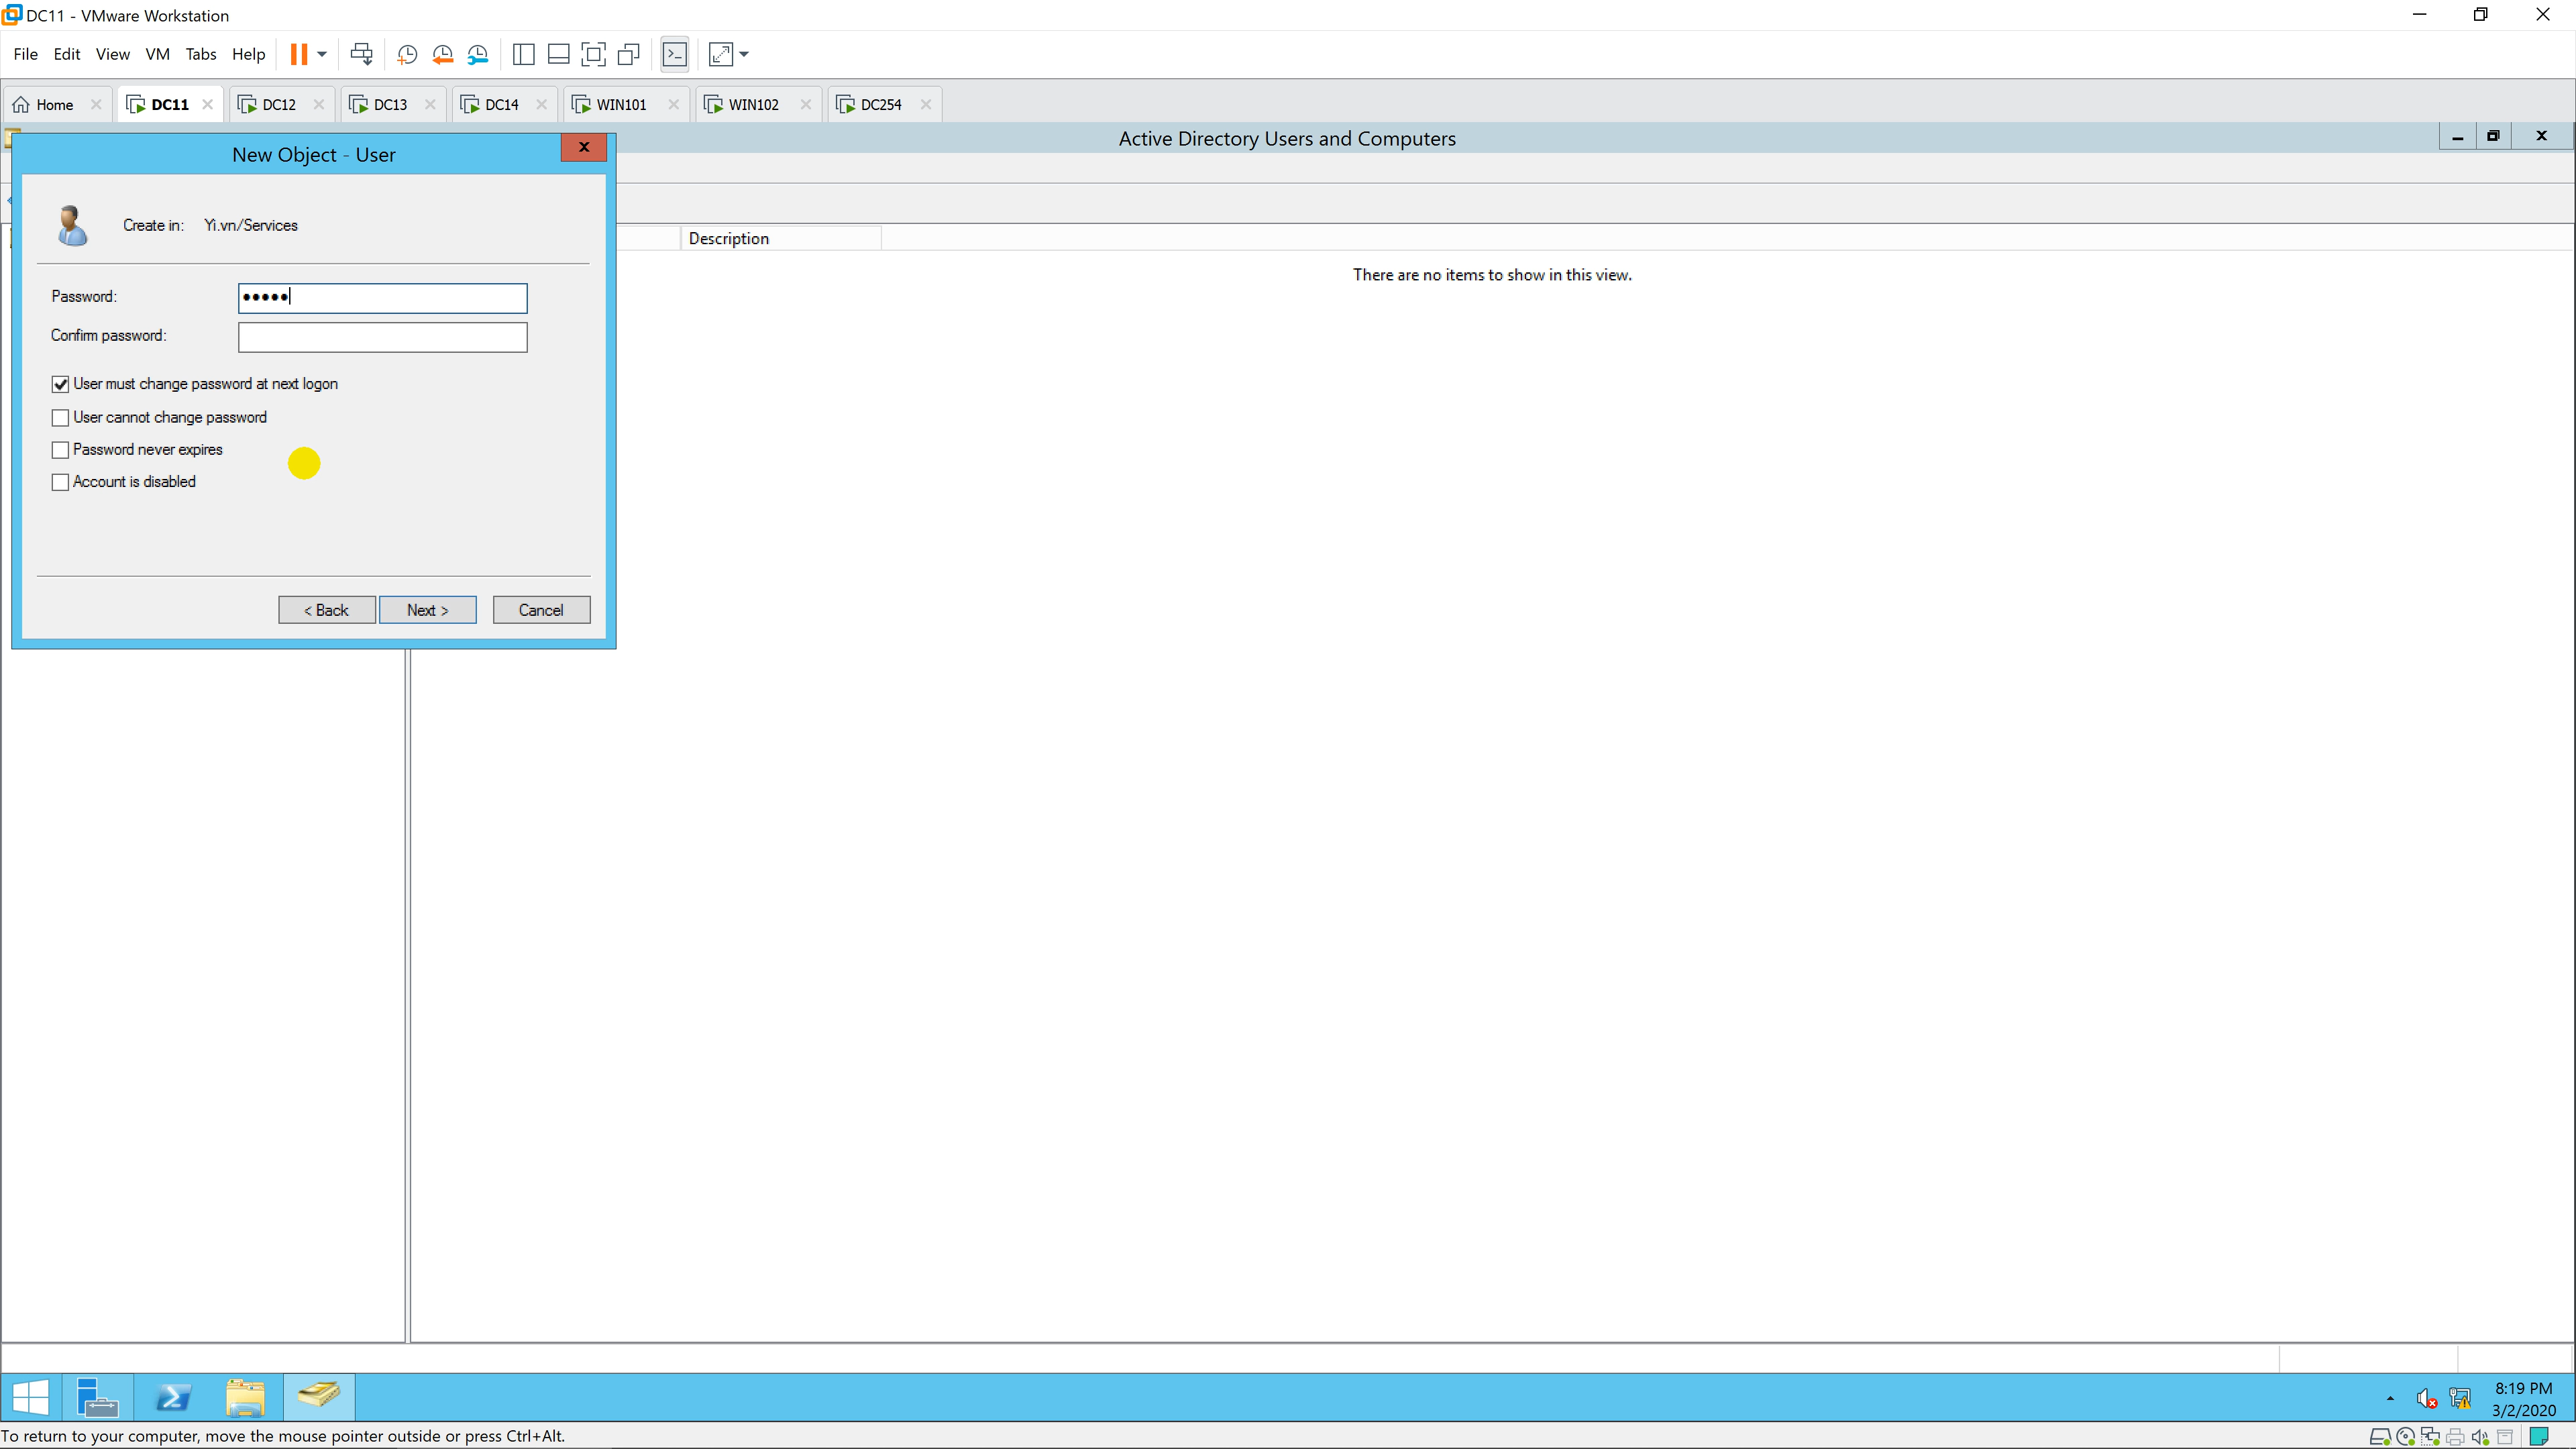 DC11 - VMware Workstation
File Edit View VM Tabs Help
Home DC11 DC12 DC13 DC14 WIN101 WIN102 DC254
Active Directory Users and Computers
New Object - User
Create in: Yi.vn/Services
Description
There are no items to show in this view.
Password: •••••
Confirm password:
User must change password at next logon
User cannot change password
Password never expires
Account is disabled
< Back Next > Cancel
8:19 PM
3/2/2020
To return to your computer, move the mouse pointer outside or press Ctrl+Alt.